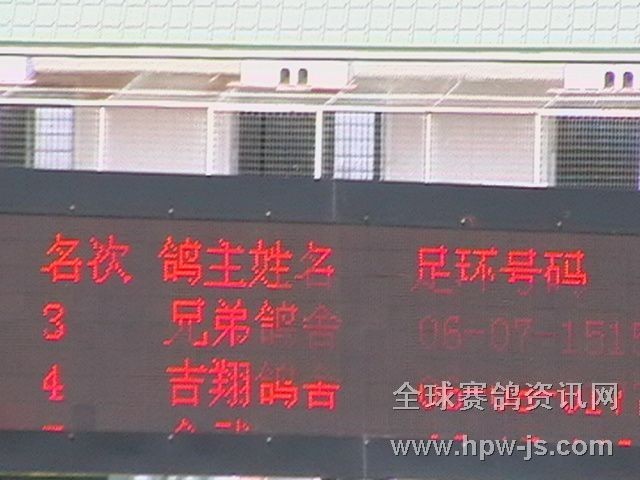 名次 鸽主姓名 足环号码
3 兄弟鸽舍 06-07-1515
4 吉翔鸽舍
全球赛鸽资讯网
www.hpw-js.com